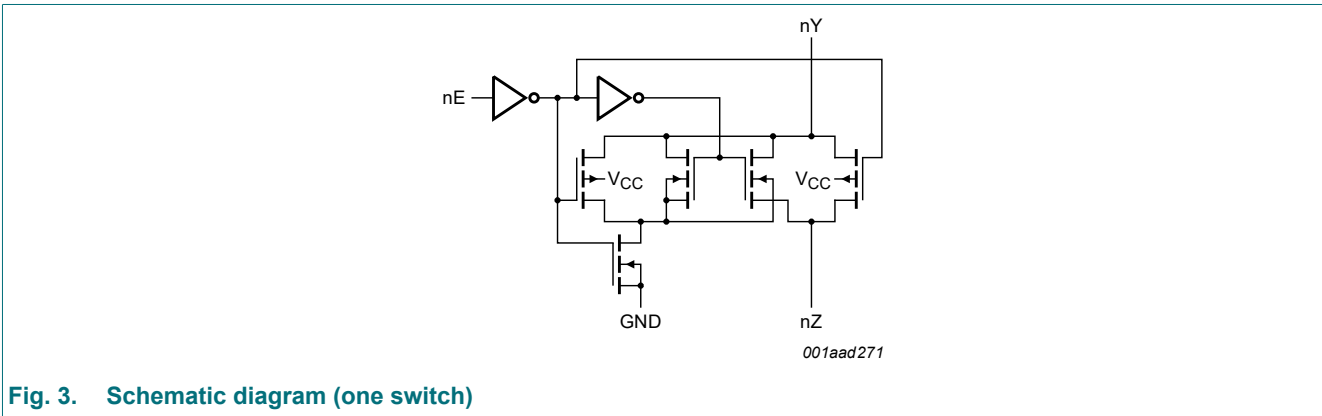 nY
nE
VCC
VCC
GND
nZ
001aad271
Fig. 3. Schematic diagram (one switch)